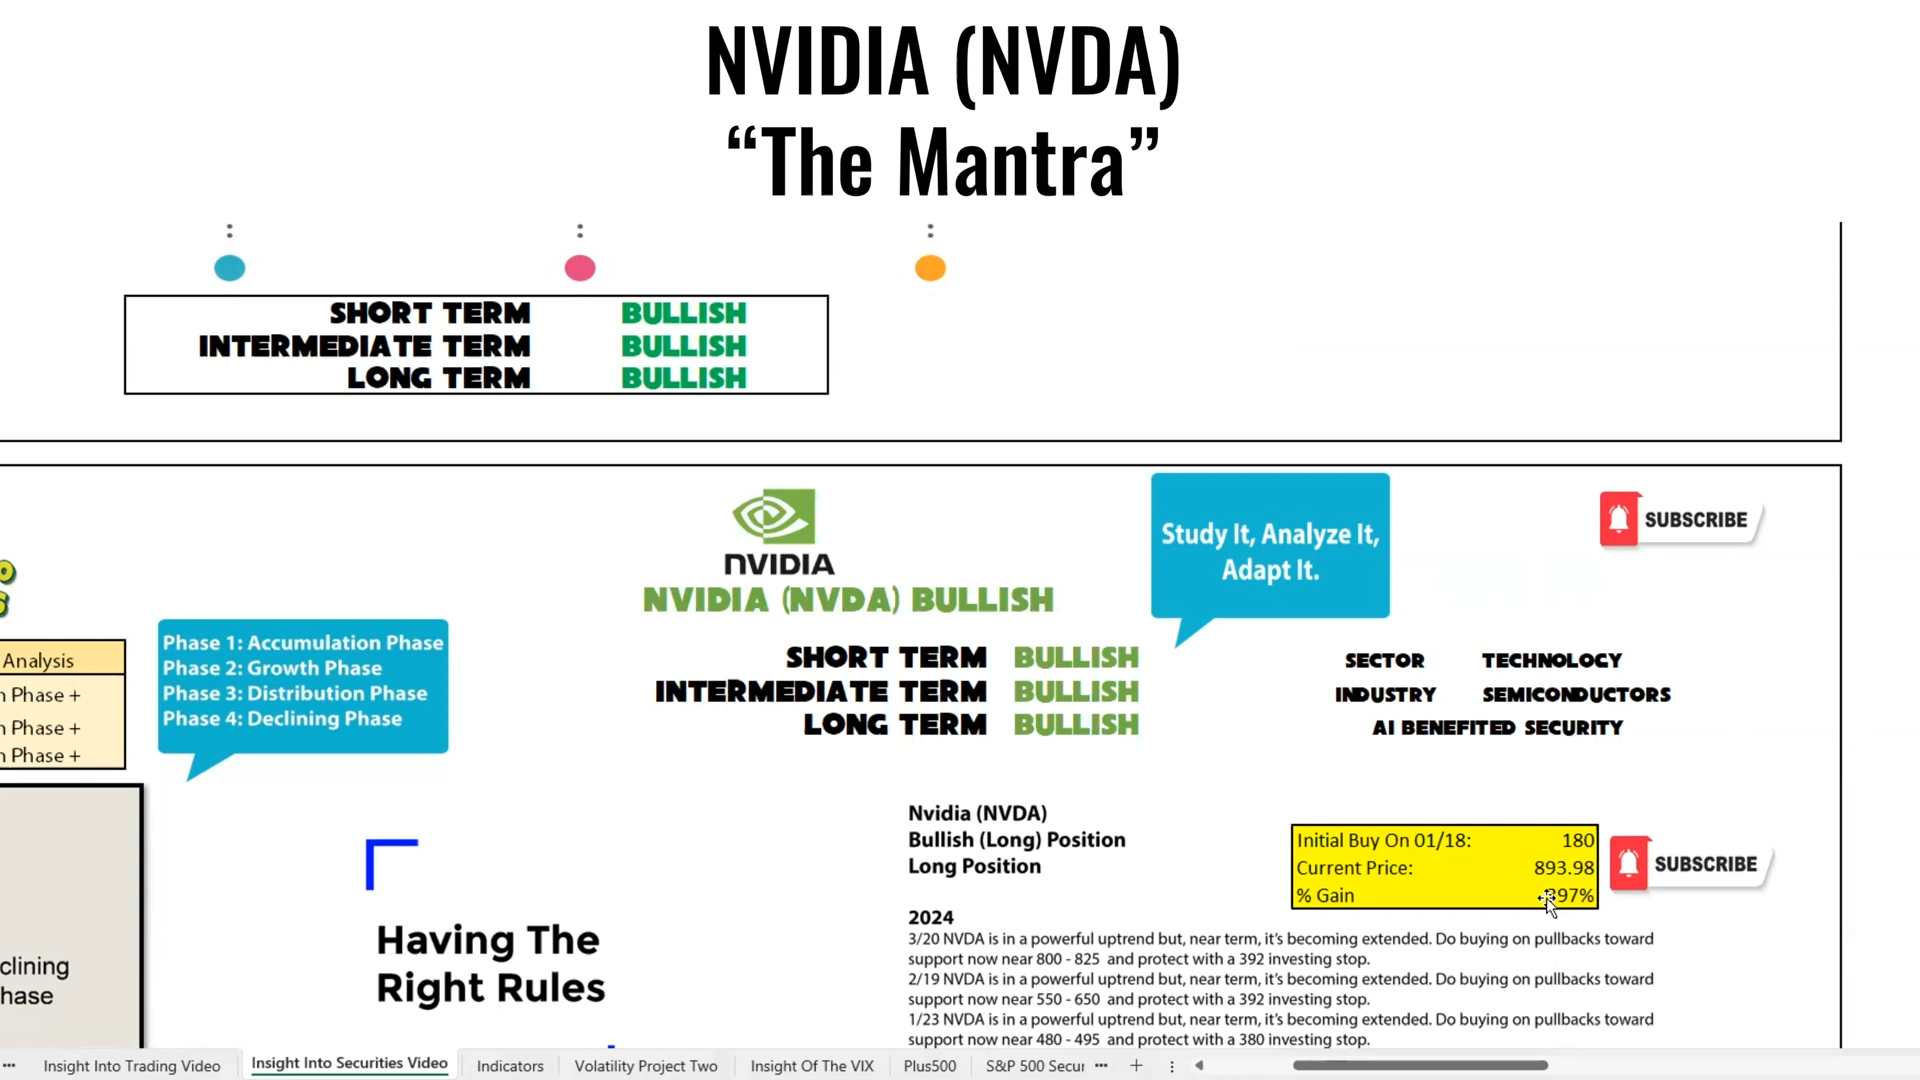 NVIDIA (NVDA)
“The Mantra”
SHORT TERM BULLISH
INTERMEDIATE TERM BULLISH
LONG TERM BULLISH
NVIDIA
NVIDIA (NVDA) BULLISH
Study It, Analyze It,
Adapt It.
SUBSCRIBE
Analysis
Phase +
Phase +
Phase +
Phase 1: Accumulation Phase
Phase 2: Growth Phase
Phase 3: Distribution Phase
Phase 4: Declining Phase
SHORT TERM BULLISH
INTERMEDIATE TERM BULLISH
LONG TERM BULLISH
SECTOR TECHNOLOGY
INDUSTRY SEMICONDUCTORS
AI BENEFITED SECURITY
Nvidia (NVDA)
Bullish (Long) Position
Long Position
Initial Buy On 01/18: 180
Current Price: 893.98
% Gain
SUBSCRIBE
Having The
Right Rules
2024
3/20 NVDA is in a powerful uptrend but, near term, it's becoming extended. Do buying on pullbacks toward
support now near 800 - 825 and protect with a 392 investing stop.
2/19 NVDA is in a powerful uptrend but, near term, it's becoming extended. Do buying on pullbacks toward
support now near 550 - 650 and protect with a 392 investing stop.
1/23 NVDA is in a powerful uptrend but, near term, it's becoming extended. Do buying on pullbacks toward
support now near 480 - 495 and protect with a 380 investing stop.
Insight Into Trading Video Insight Into Securities Video Indicators Volatility Project Two Insight Of The VIX Plus500 S&P 500 Secur